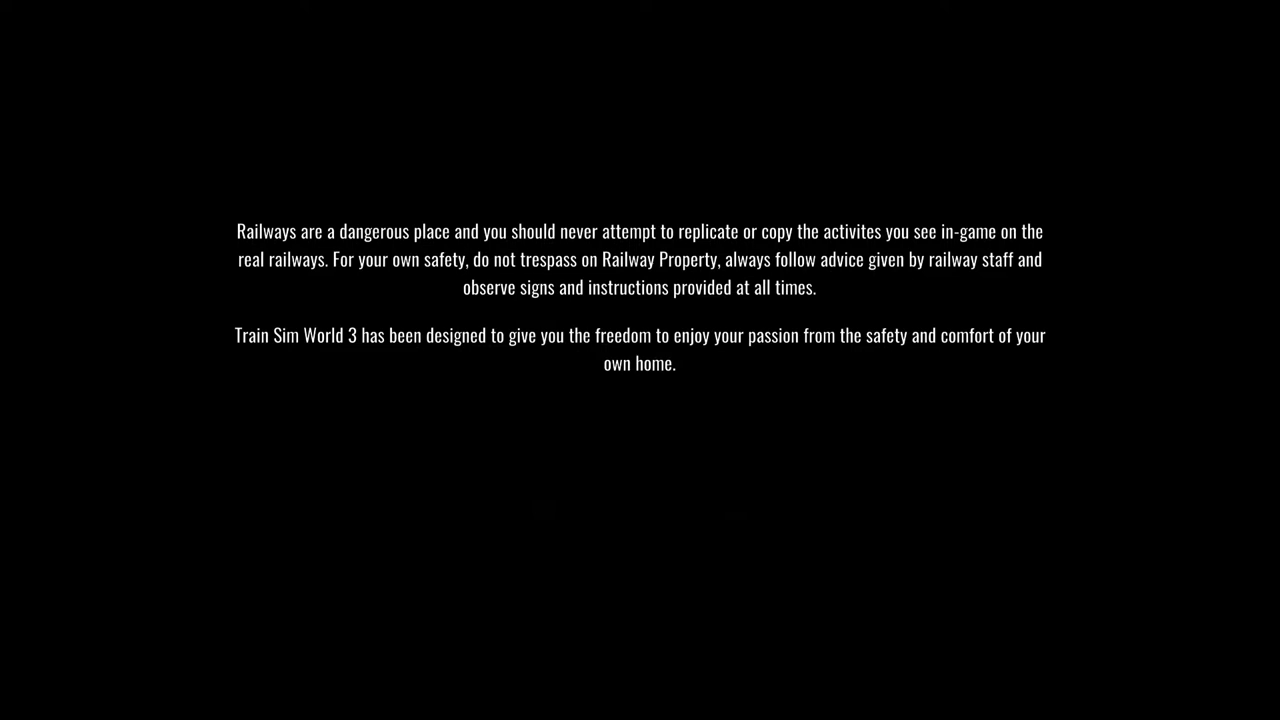 Railways are a dangerous place and you should never attempt to replicate or copy the activites you see in-game on the
real railways. For your own safety, do not trespass on Railway Property, always follow advice given by railway staff and
observe signs and instructions provided at all times.
Train Sim World 3 has been designed to give you the freedom to enjoy your passion from the safety and comfort of your
own home.